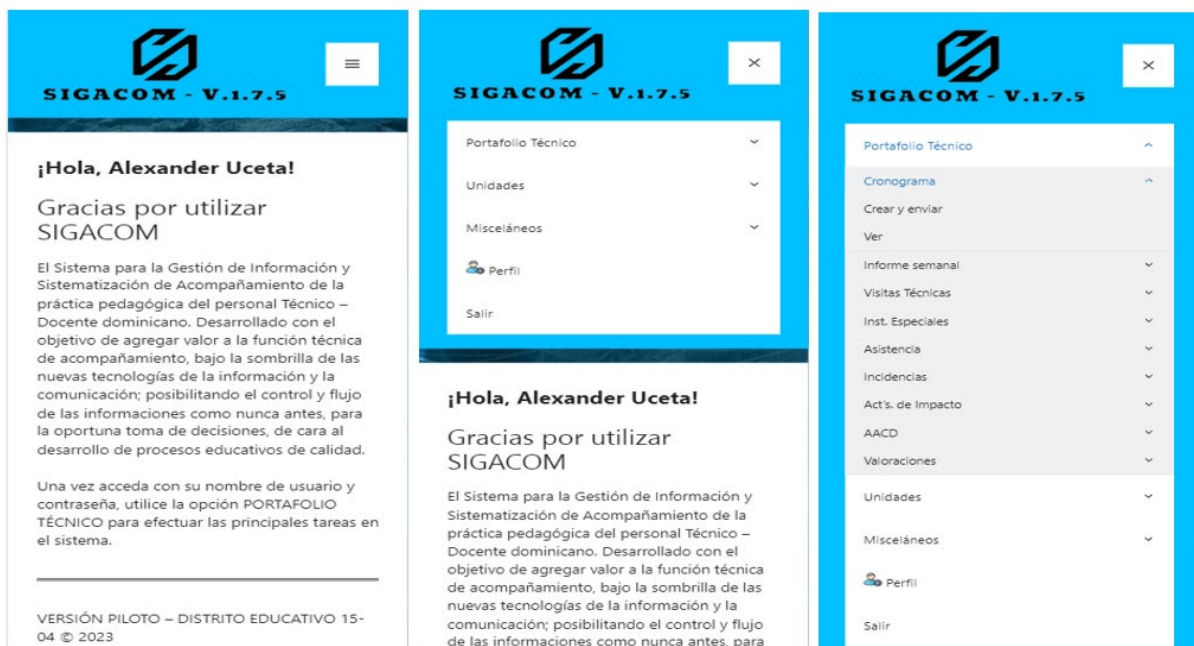 SIGACOM - V.1.7.5
¡Hola, Alexander Uceta!
Gracias por utilizar
SIGACOM
El Sistema para la Gestión de Información y
Sistematización de Acompañamiento de la
práctica pedagógica del personal Técnico –
Docente dominicano. Desarrollado con el
objetivo de agregar valor a la función técnica
de acompañamiento, bajo la sombrilla de las
nuevas tecnologías de la información y la
comunicación; posibilitando el control y flujo
de las informaciones como nunca antes, para
la oportuna toma de decisiones, de cara al
desarrollo de procesos educativos de calidad.
Una vez acceda con su nombre de usuario y
contraseña, utilice la opción PORTAFOLIO
TÉCNICO para efectuar las principales tareas en
el sistema.
VERSIÓN PILOTO – DISTRITO EDUCATIVO 15-
04 © 2023
SIGACOM - V.1.7.5
Portafolio Técnico
Unidades
Misceláneos
Perfil
Salir
¡Hola, Alexander Uceta!
Gracias por utilizar
SIGACOM
El Sistema para la Gestión de Información y
Sistematización de Acompañamiento de la
práctica pedagógica del personal Técnico –
Docente dominicano. Desarrollado con el
objetivo de agregar valor a la función técnica
de acompañamiento, bajo la sombrilla de las
nuevas tecnologías de la información y la
comunicación; posibilitando el control y flujo
de las informaciones como nunca antes, para
SIGACOM - V.1.7.5
Portafolio Técnico
Cronograma
Crear y enviar
Ver
Informe semanal
Visitas Técnicas
Inst. Especiales
Asistencia
Incidencias
Act's. de Impacto
AACD
Valoraciones
Unidades
Misceláneos
Perfil
Salir